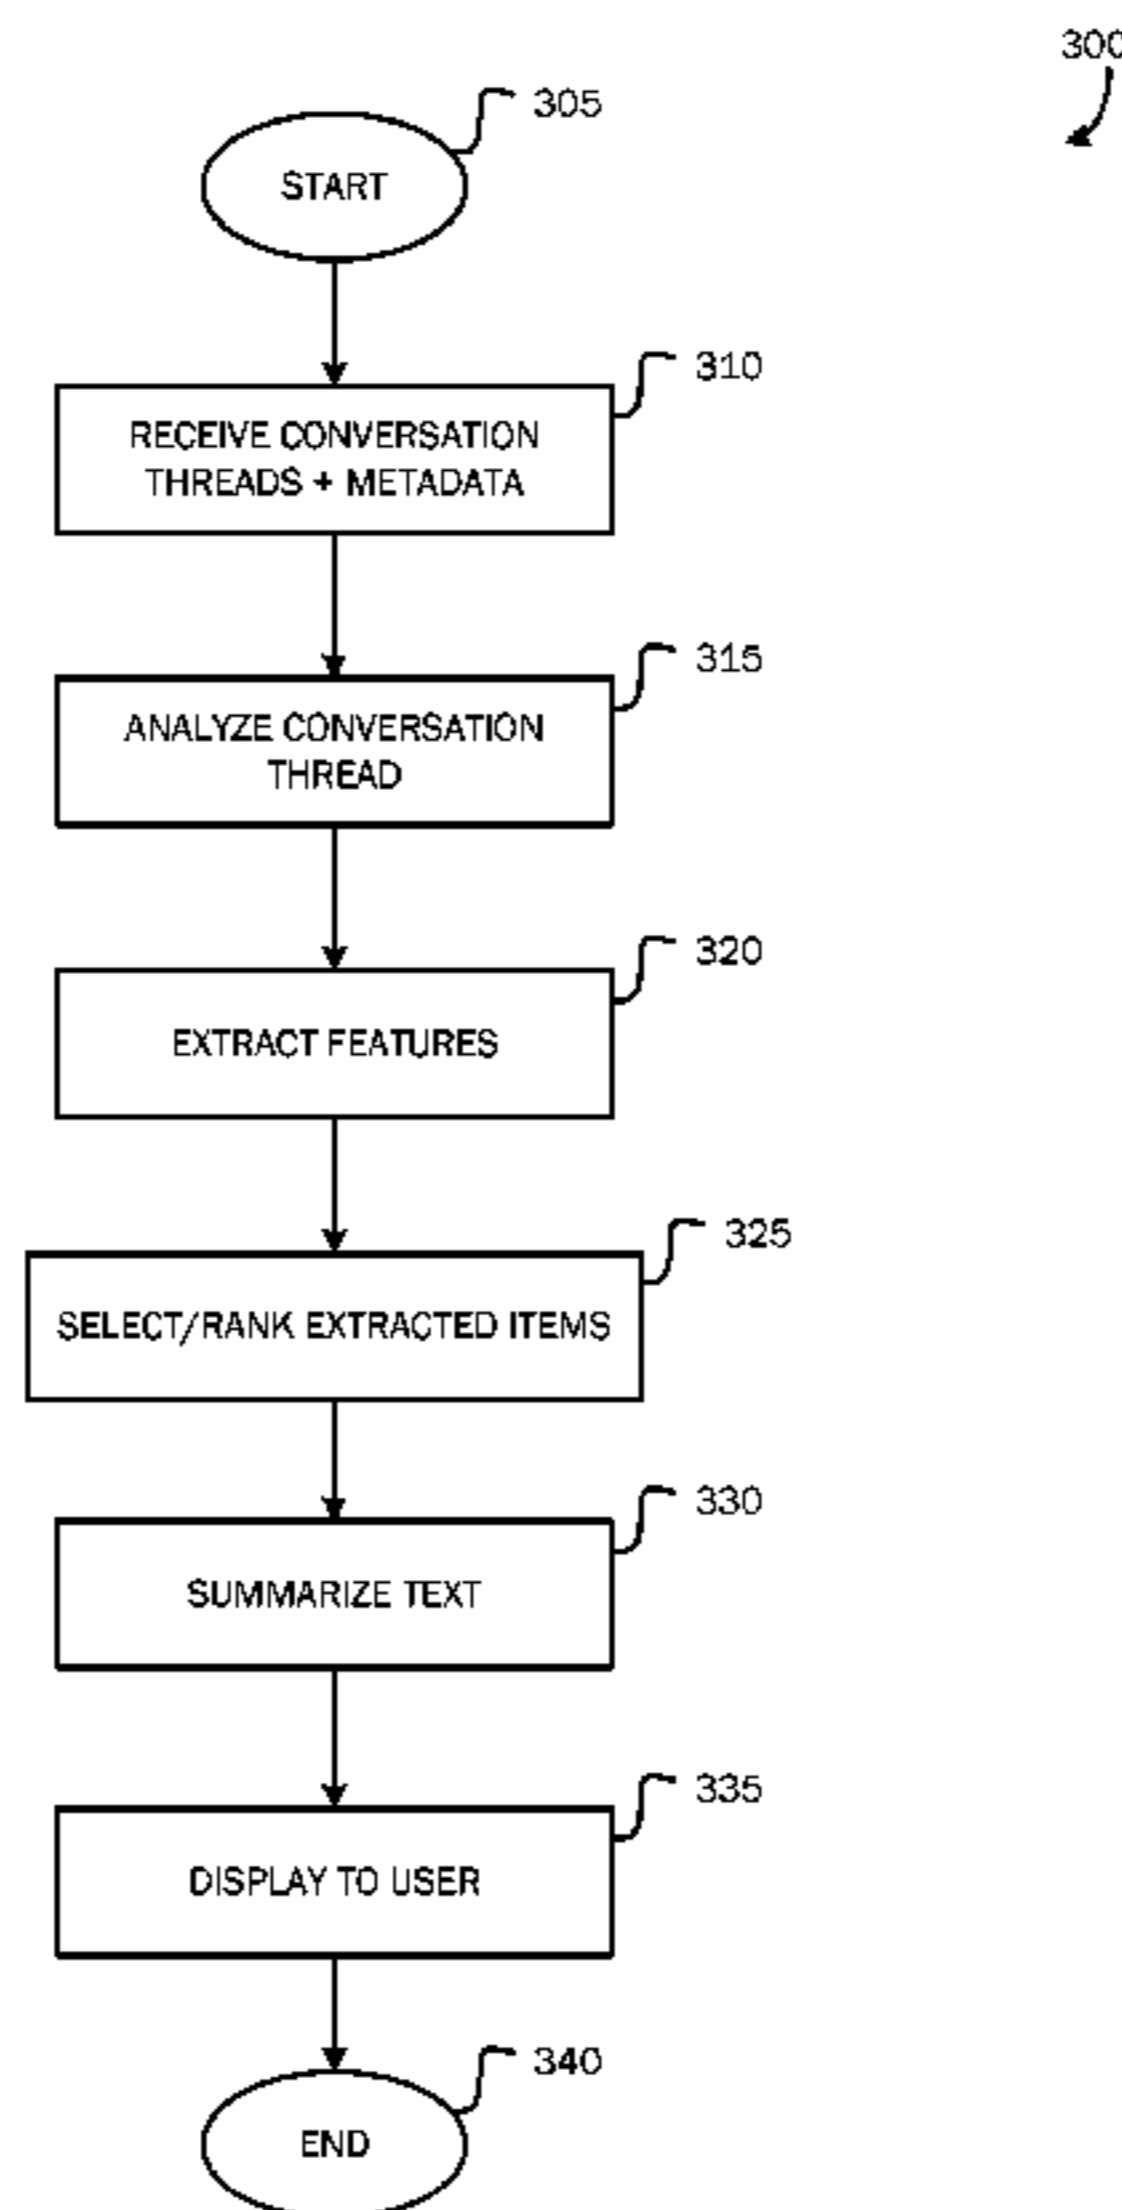 300
305
START
310
RECEIVE CONVERSATION
THREADS + METADATA
315
ANALYZE CONVERSATION
THREAD
320
EXTRACT FEATURES
325
SELECT/RANK EXTRACTED ITEMS
330
SUMMARIZE TEXT
335
DISPLAY TO USER
340
END